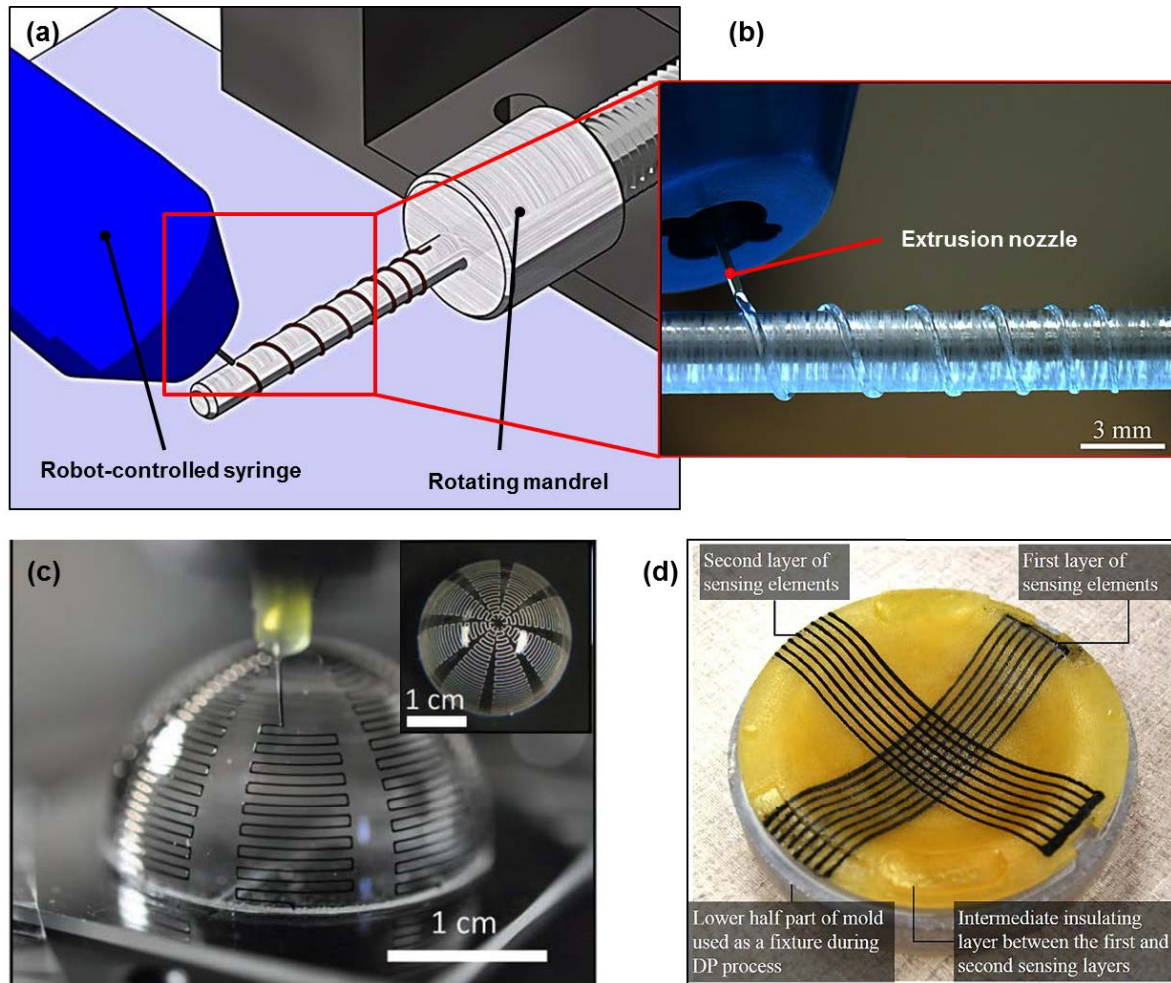 (a)
Robot-controlled syringe
Rotating mandrel
(b)
Extrusion nozzle
3 mm
(c)
1 cm
1 cm
(d)
Second layer of
sensing elements
First layer of
sensing elements
Lower half part of mold
used as a fixture during
DP process
Intermediate insulating
layer between the first and
second sensing layers